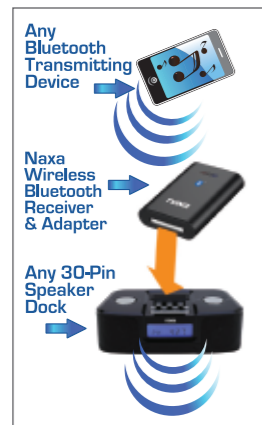 Any
Bluetooth
Transmitting
Device
Naxa
Wireless
Bluetooth
Receiver
& Adapter
Any 30-Pin
Speaker
Dock